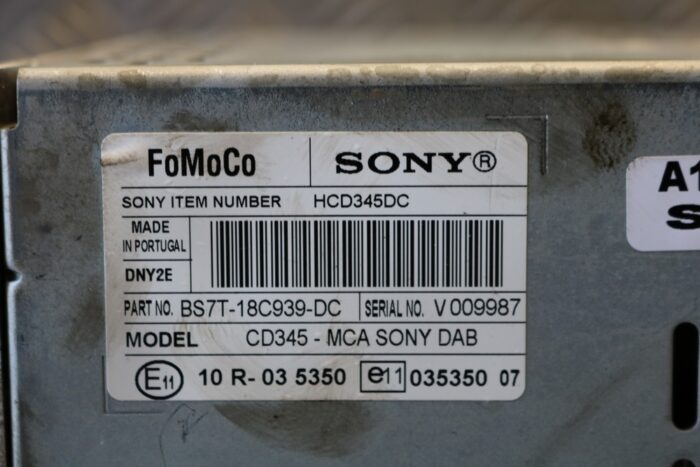 FoMoCo SONY®
SONY ITEM NUMBER HCD345DC
MADE
IN PORTUGAL
DNY2E
PART NO. BS7T-18C939-DC SERIAL NO. V 009987
MODEL CD345 - MCA SONY DAB
E11 10 R- 03 5350 e11 035350 07
A1
S